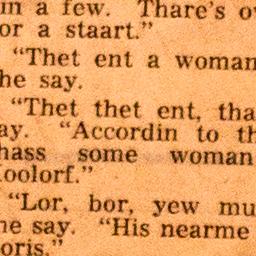 in a few. Thare's o
or a staart."
"Thet ent a woman
he say.
"Thet thet ent, tha
ay. "Accordin to th
hass some woman
oolorf."
"Lor, bor, yew mu
he say. "His nearme
oris."